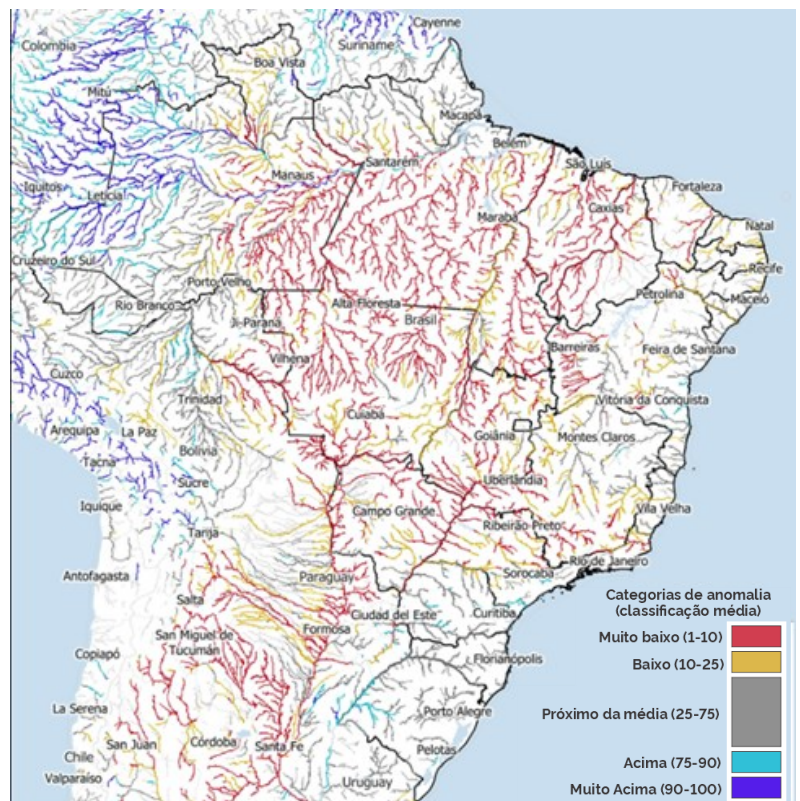 Cayenne
Colombia
Suriname
Boa Vista
Mitú
Macapá
Belém
Santarém
São Luís
Manaus
Fortaleza
Iquitos
Leticia
Caxias
Marabá
Natal
Cruzeiro do Sul
Recife
Porto Velho
Petrolina
Maceió
Rio Branco
Alta Floresta
Brasil
Ji-Paraná
Feira de Santana
Barreiras
Vilhena
Cuzco
Trinidad
Vitória da Conquista
Cuiabá
Arequipa
La Paz
Goiânia
Montes Claros
Bolivia
Tacna
Sucre
Uberlândia
Iquique
Campo Grande
Vila Velha
Ribeirão Preto
Tarija
Rio de Janeiro
Antofagasta
Paraguay
Sorocaba
Salta
Ciudad del Este
Curitiba
Formosa
San Miguel de
Tucumán
Copiapó
Florianópolis
La Serena
Porto Alegre
San Juan
Córdoba
Santa Fe
Pelotas
Chile
Valparaíso
Uruguay
Categorias de anomalia
(classificação média)
Muito baixo (1-10)
Baixo (10-25)
Próximo da média (25-75)
Acima (75-90)
Muito Acima (90-100)